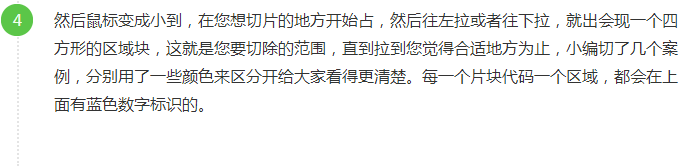 4
然后鼠标变成小到，在您想切片的地方开始占，然后往左拉或者往下拉，就出会现一个四
方形的区域块，这就是您要切除的范围，直到拉到您觉得合适地方为止，小编切了几个案
例，分别用了一些颜色来区分开给大家看得更清楚。每一个片块代码一个区域，都会在上
面有蓝色数字标识的。